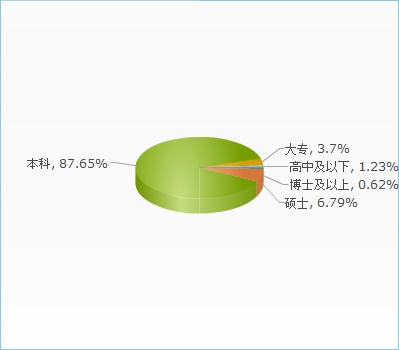 大专, 3.7%
本科, 87.65%
高中及以下, 1.23%
博士及以上, 0.62%
硕士, 6.79%